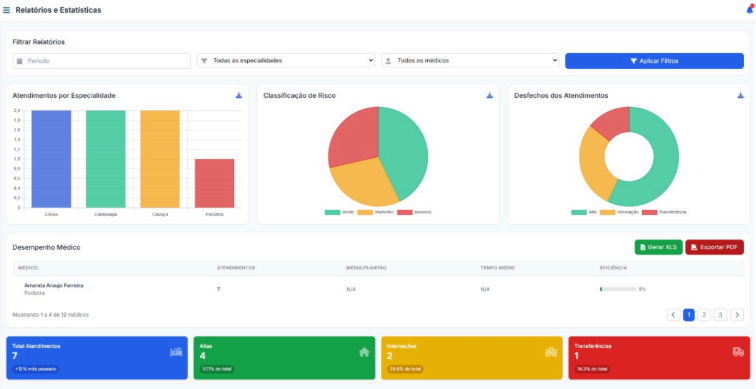 Relatórios e Estatísticas
Filtrar Relatórios
Período
Todas as especialidades
Todos os médicos
Aplicar Filtros
Atendimentos por Especialidade
Classificação de Risco
Desfechos dos Atendimentos
2,0
1,8
1,6
1,4
1,2
1,0
0,8
0,6
0,4
0,2
0
Clínica Cardiologia Cirurgia Pediatria
Verde Vermelho Amarelo
Alta Internação Transferência
Desempenho Médico
Gerar XLS
Exportar PDF
MÉDICO ATENDIMENTOS MÉDIA/PLANTÃO TEMPO MÉDIO EFICIÊNCIA
Amanda Araujo Ferreira
Pediatra
7 N/A N/A 9%
Mostrando 1 a 4 de 12 médicos
1 2 3
Total Atendimentos
7
+12% mês passado
Altas
4
57.1% do total
Internações
2
28.6% do total
Transferências
1
14.3% do total